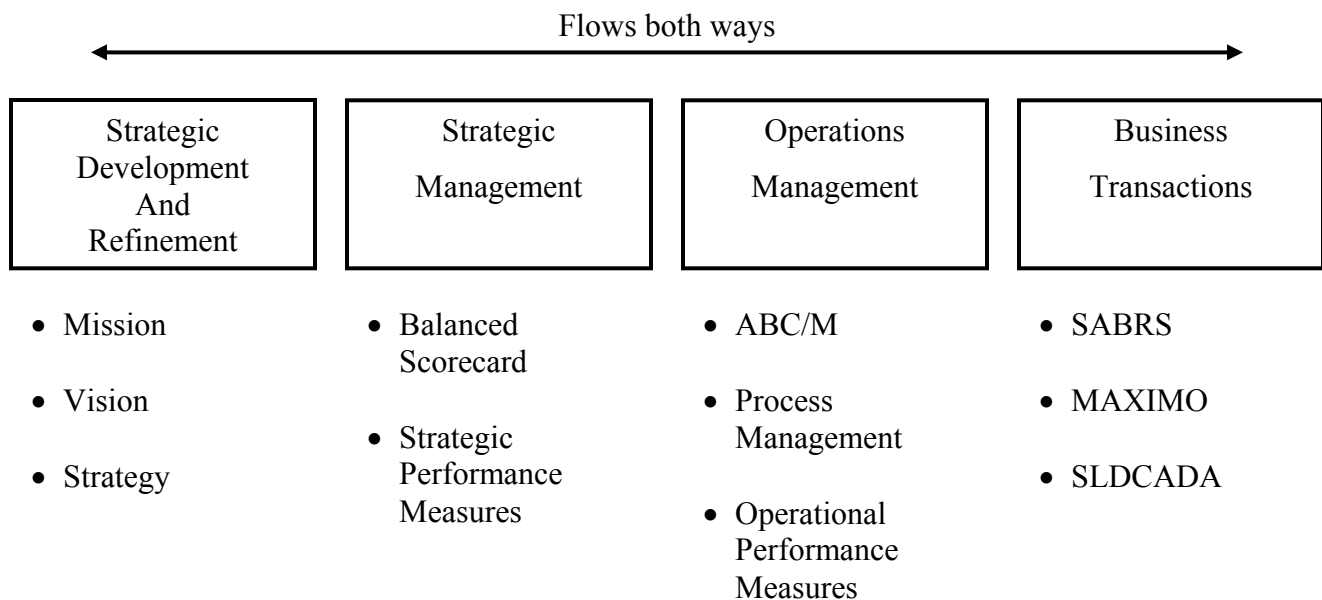 Flows both ways
Strategic
Development
And
Refinement
Strategic
Management
Operations
Management
Business
Transactions
• Mission
• Vision
• Strategy
• Balanced
Scorecard
• Strategic
Performance
Measures
• ABC/M
• Process
Management
• Operational
Performance
Measures
• SABRS
• MAXIMO
• SLDCADA